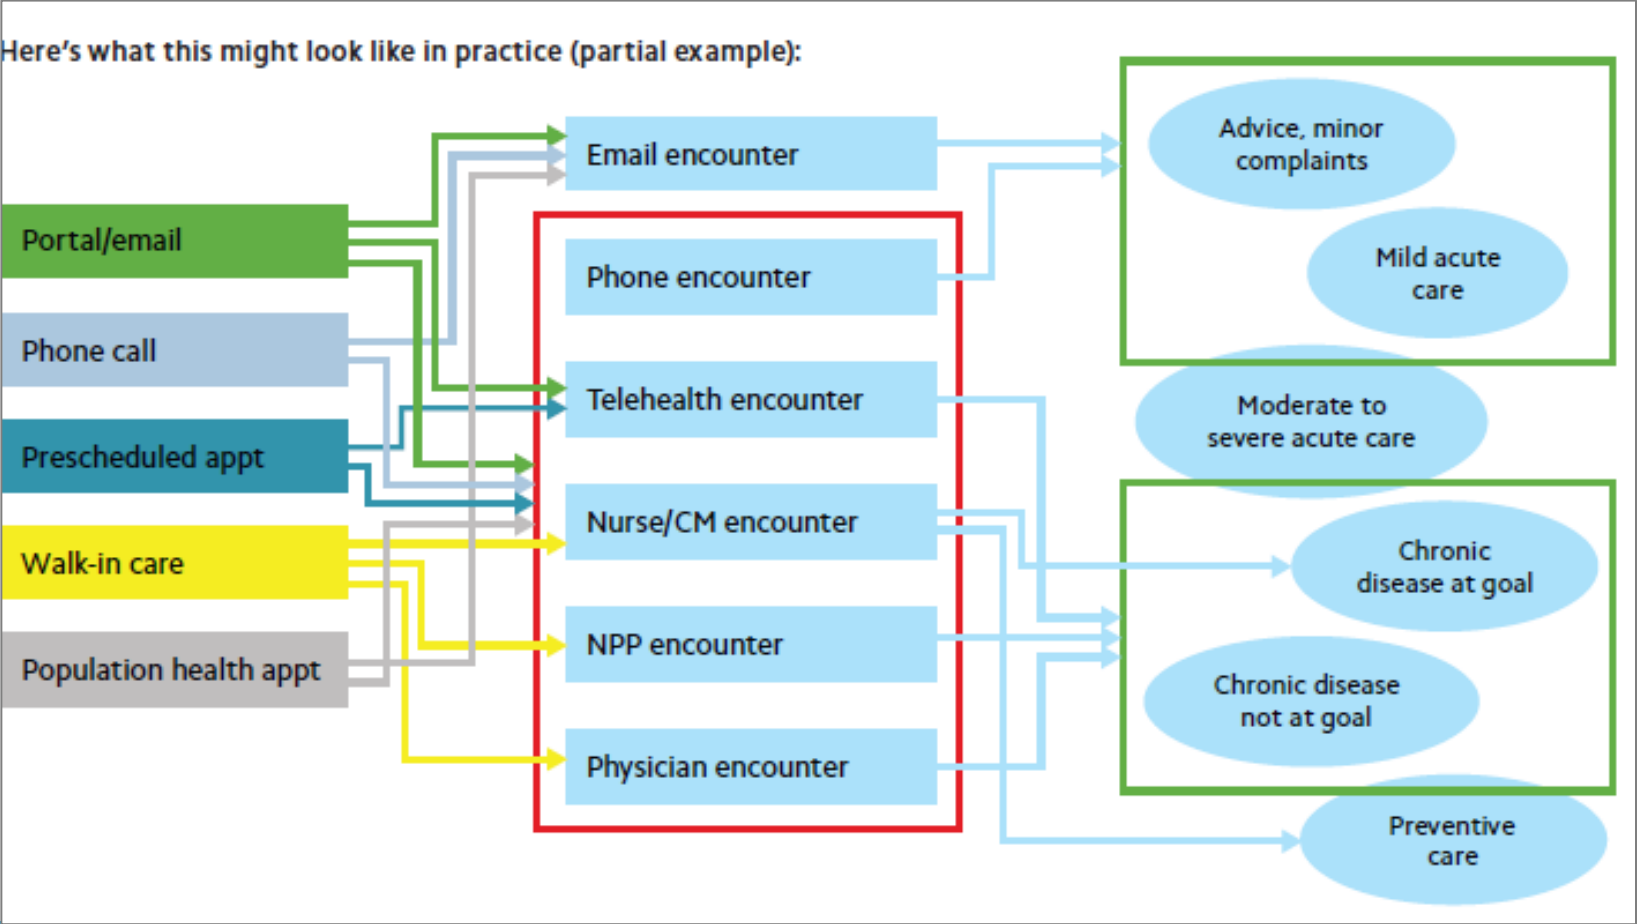 Here's what this might look like in practice (partial example):
Portal/email
Phone call
Prescheduled appt
Walk-in care
Population health appt
Email encounter
Phone encounter
Telehealth encounter
Nurse/CM encounter
NPP encounter
Physician encounter
Advice, minor
complaints
Mild acute
care
Moderate to
severe acute care
Chronic
disease at goal
Chronic disease
not at goal
Preventive
care